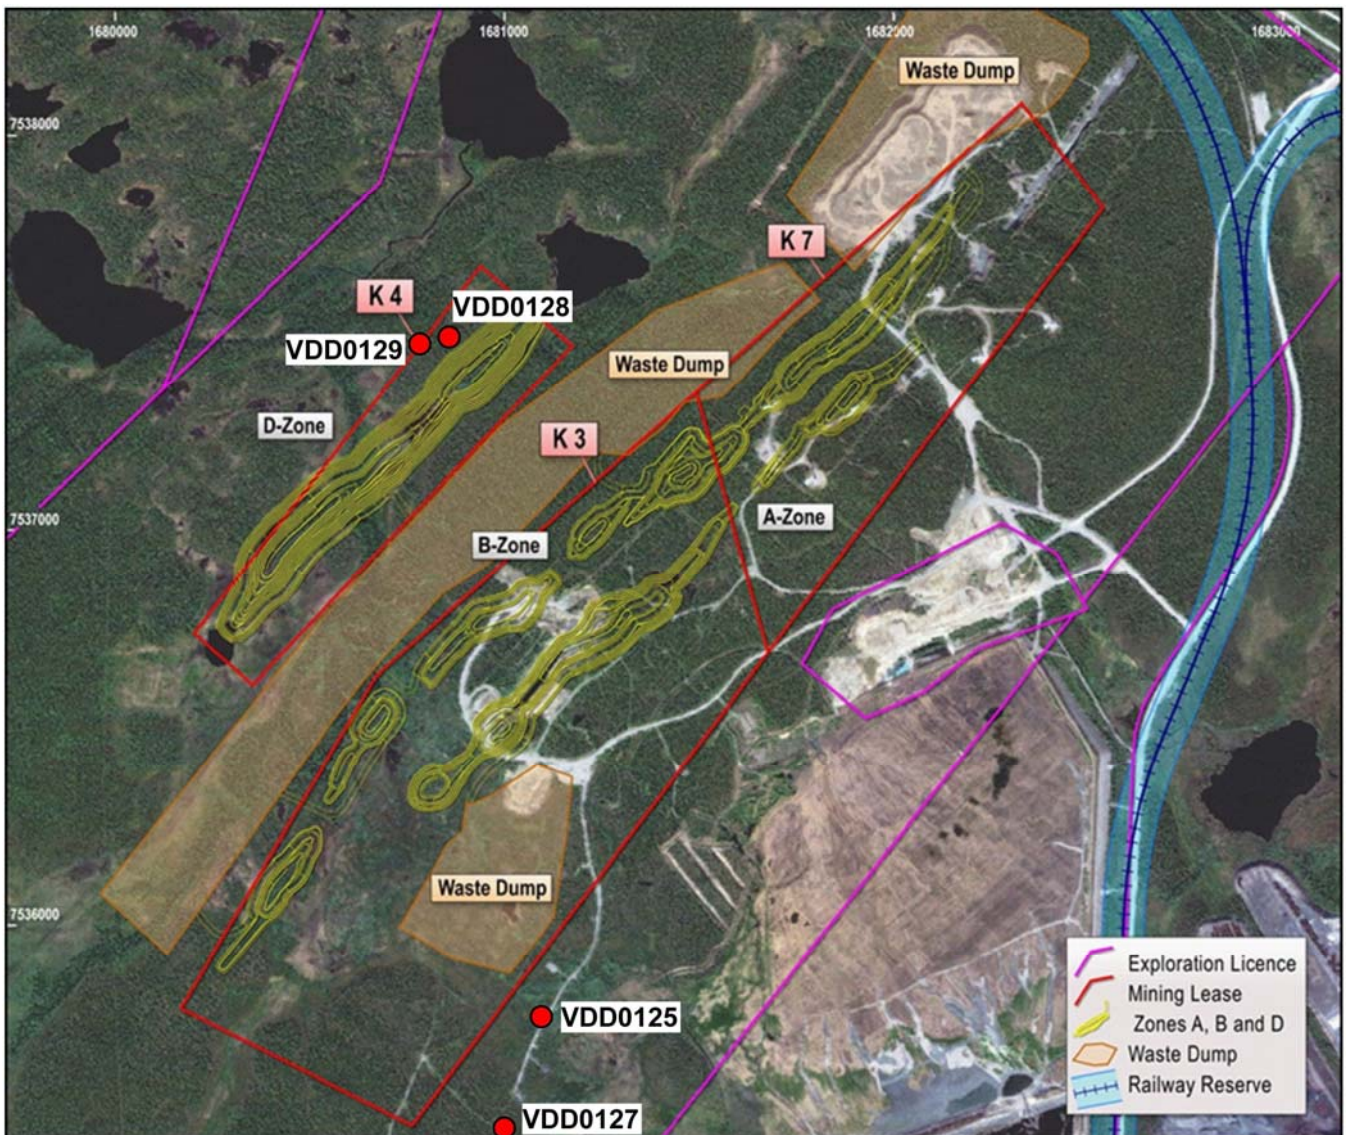 1680000
1681000
1682000
1683000
Waste Dump
7538000
K 7
K 4
VDD0128
VDD0129
Waste Dump
D-Zone
K 3
7537000
A-Zone
B-Zone
Waste Dump
7536000
VDD0125
VDD0127
Exploration Licence
Mining Lease
Zones A, B and D
Waste Dump
Railway Reserve